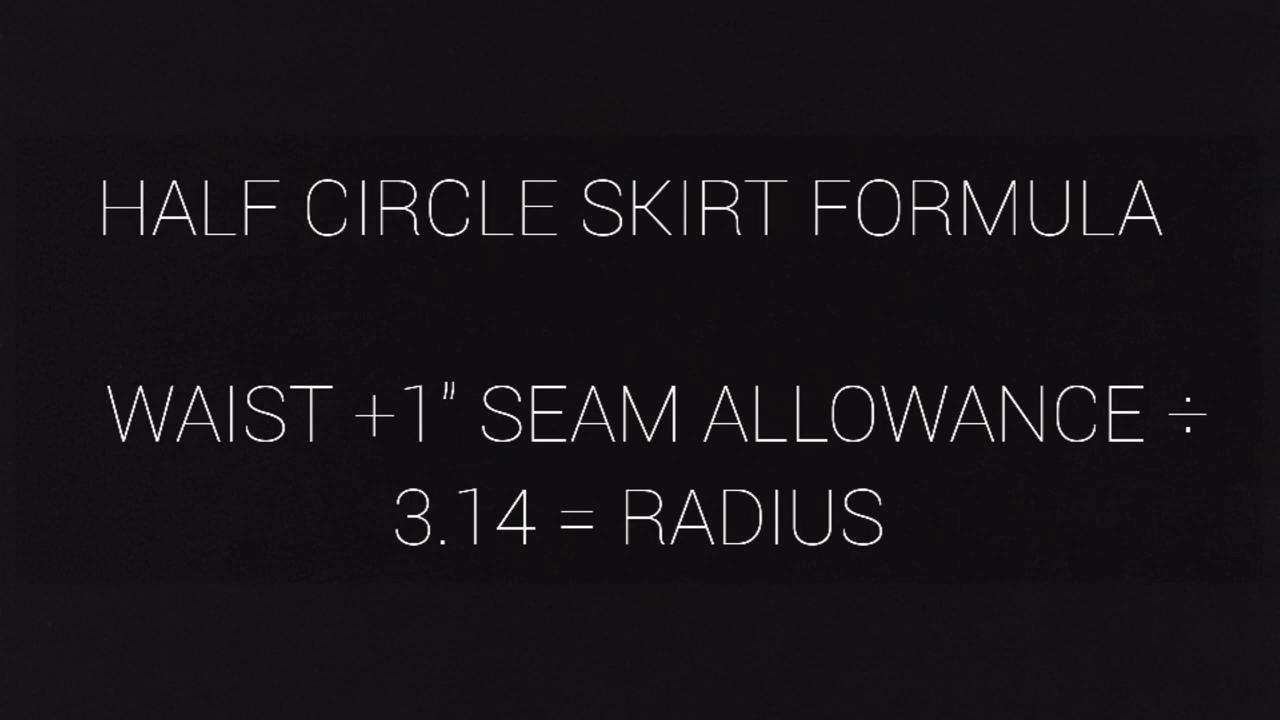 HALF CIRCLE SKIRT FORMULA
WAIST +1" SEAM ALLOWANCE ÷
3.14 = RADIUS